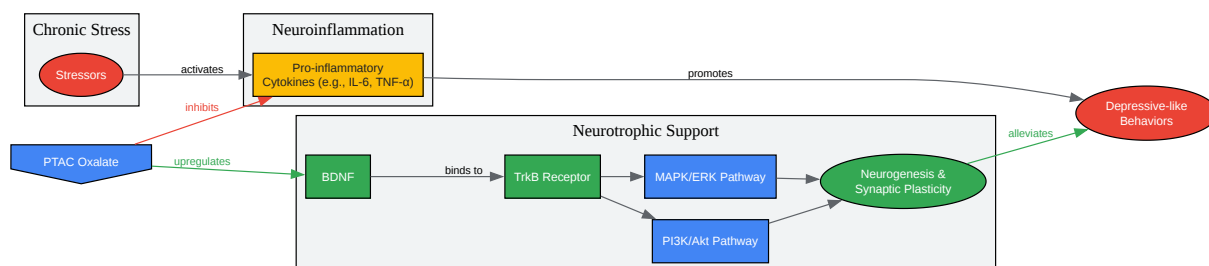 Chronic Stress
Stressors
activates
Neuroinflammation
Pro-inflammatory
Cytokines (e.g., IL-6, TNF-α)
promotes
Depressive-like
Behaviors
inhibits
PTAC Oxalate
upregulates
Neurotrophic Support
BDNF
binds to
TrkB Receptor
MAPK/ERK Pathway
PI3K/Akt Pathway
Neurogenesis &
Synaptic Plasticity
alleviates